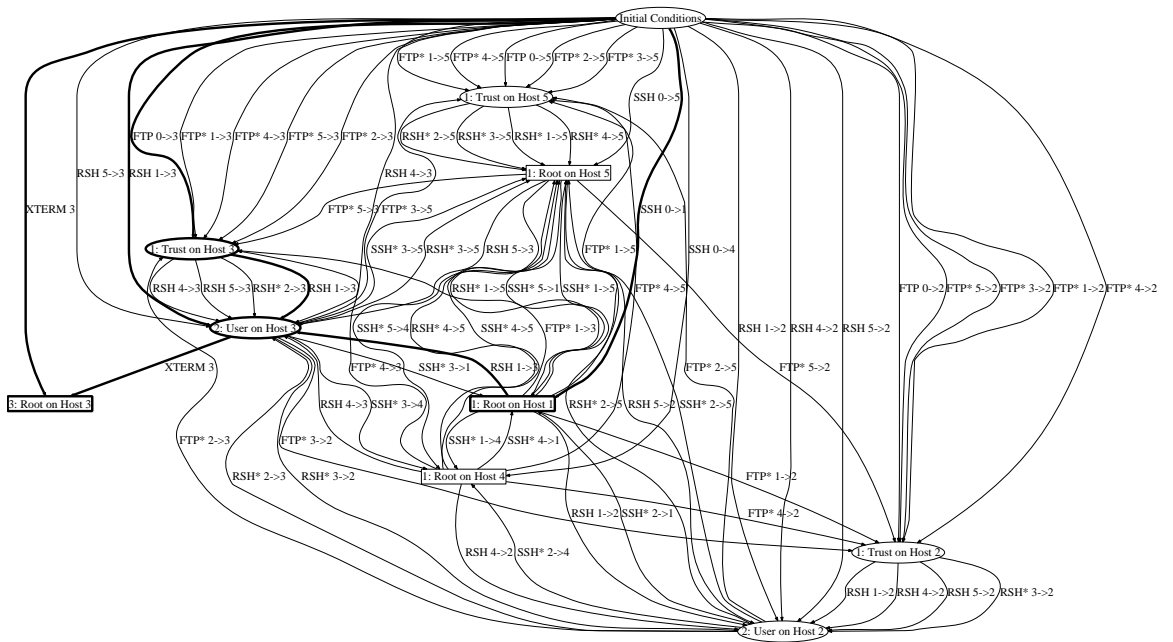 Initial Conditions
FTP* 1->5 FTP* 4->5 FTP 0->5 FTP* 2->5 FTP* 3->5
1: Trust on Host 5
SSH 0->5
FTP 0->3 FTP* 1->3 FTP* 4->3 FTP* 5->3 FTP* 2->3 RSH* 2->5 RSH* 3->5 RSH* 1->5 RSH* 4->5
RSH 5->3 RSH 1->3 RSH 4->3 1: Root on Host 5
XTERM 3 FTP* 5->3 FTP* 3->5 SSH 0->1
1: Trust on Host 3 SSH* 3->5 RSH* 3->5 RSH 5->3 FTP* 1->5 SSH 0->4
RSH 4->3 RSH 5->3 RSH* 2->3 RSH 1->3 RSH* 1->5 SSH* 5->1 SSH* 1->5 FTP* 4->5 FTP 0->2 FTP* 5->2 FTP* 3->2 FTP* 1->2 FTP* 4->2
2: User on Host 3 SSH* 5->4 RSH* 4->5 SSH* 4->5 FTP* 1->3 RSH 1->2 RSH 4->2 RSH 5->2
XTERM 3 FTP* 4->3 SSH* 3->1 RSH 1->3 FTP* 2->5 FTP* 5->2
RSH 4->3 SSH* 3->4 RSH* 2->5 RSH 5->2 SSH* 2->5
3: Root on Host 3 1: Root on Host 1
FTP* 2->3 FTP* 3->2 SSH* 1->4 SSH* 4->1
RSH* 2->3 RSH* 3->2 1: Root on Host 4 FTP* 1->2
RSH 1->2 SSH* 2->1 FTP* 4->2
RSH 4->2 SSH* 2->4 1: Trust on Host 2
RSH 1->2 RSH 4->2 RSH 5->2 RSH* 3->2
2: User on Host 2